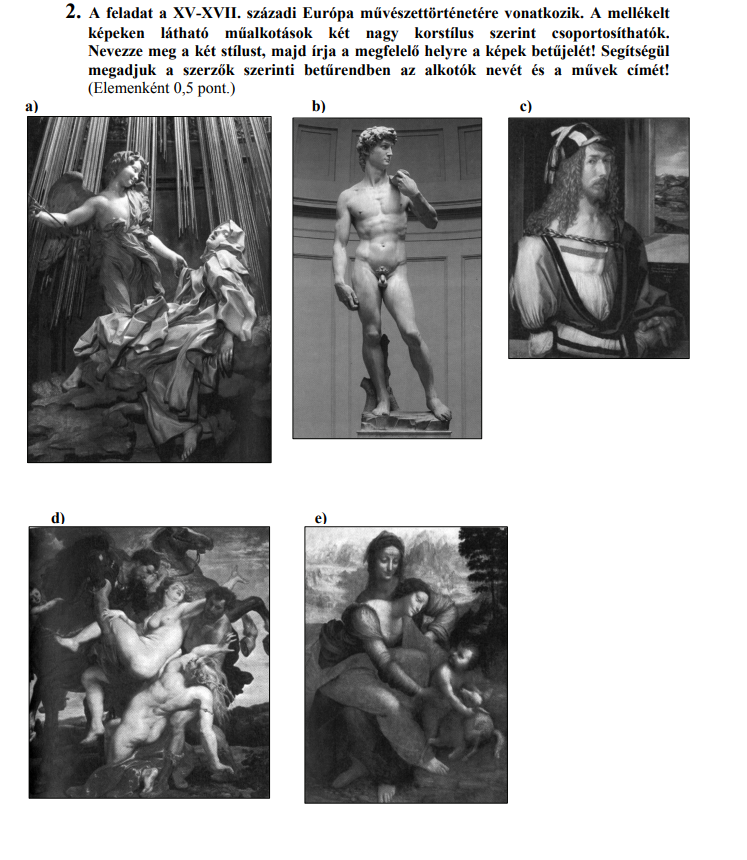 2. A feladat a XV-XVII. századi Európa művészettörténetére vonatkozik. A mellékelt
képeken látható műalkotások két nagy korstílus szerint csoportosíthatók.
Nevezze meg a két stílust, majd írja a megfelelő helyre a képek betűjelét! Segítségül
megadjuk a szerzők szerinti betűrendben az alkotók nevét és a művek címét!
(Elemenként 0,5 pont.)
a) b) c)
d) e)